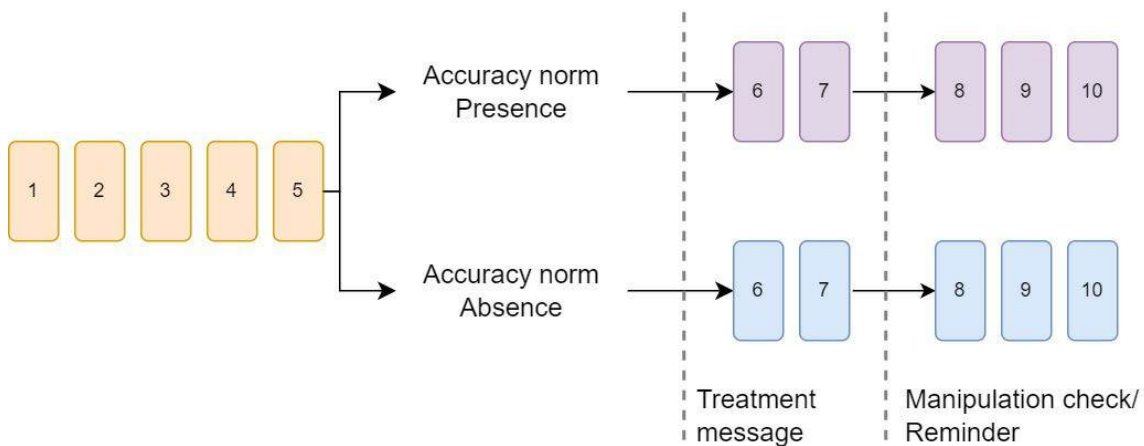 1 2 3 4 5
Accuracy norm
Presence
6 7 8 9 10
Accuracy norm
Absence
6 7 8 9 10
Treatment
message
Manipulation check/
Reminder